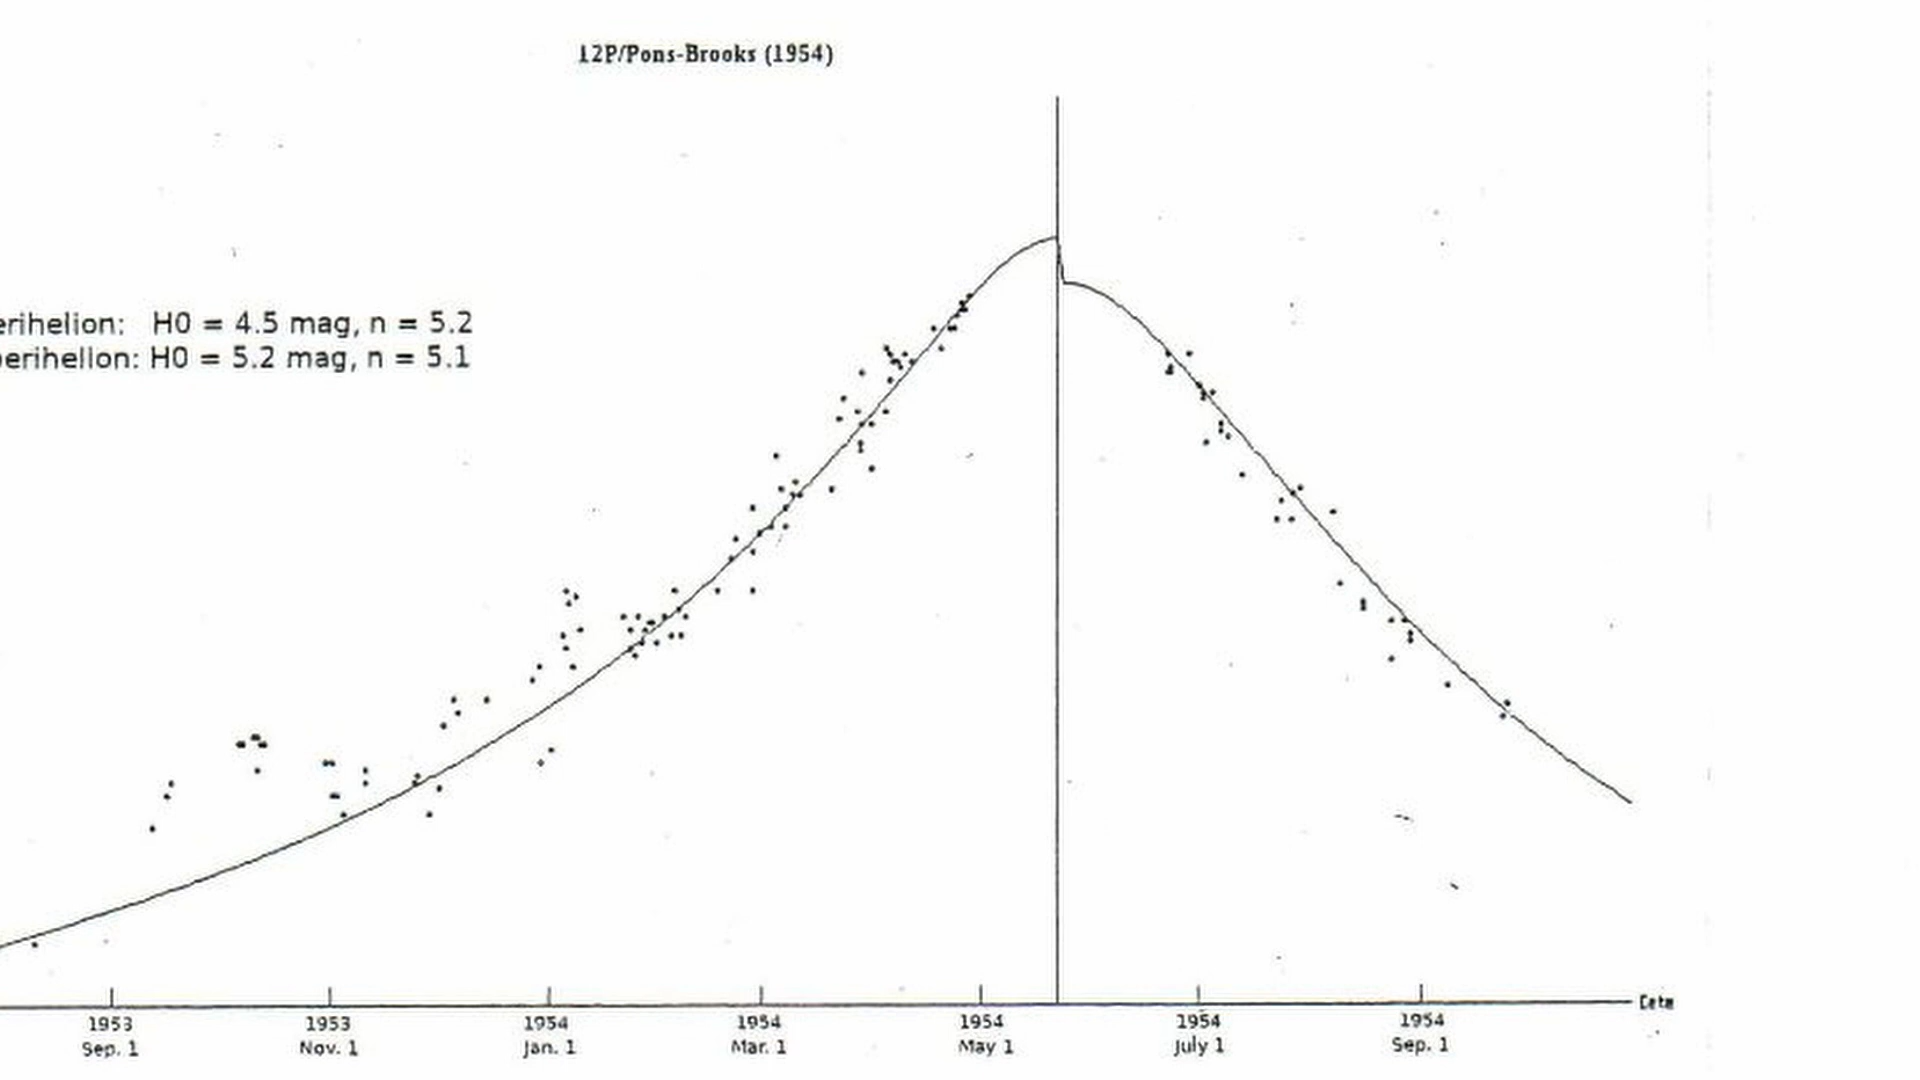 12P/Pons-Brooks (1954)
erihelion: H0 = 4.5 mag, n = 5.2
perihelion: H0 = 5.2 mag, n = 5.1
1953 1953 1954 1954 1954 1954 1954
Sep. 1 Nov. 1 Jan. 1 Mar. 1 May 1 July 1 Sep. 1